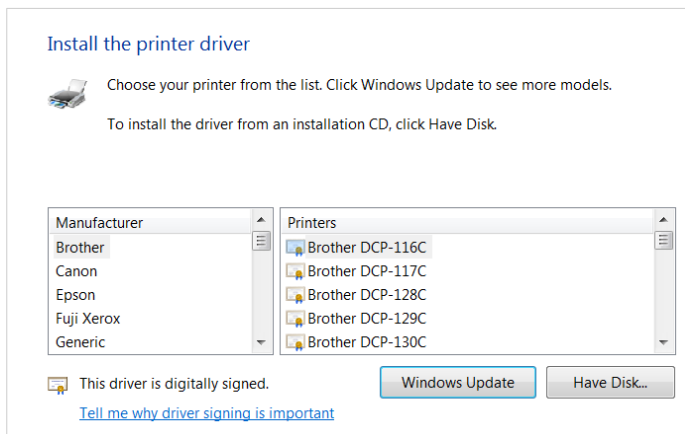 Install the printer driver
Choose your printer from the list. Click Windows Update to see more models.
To install the driver from an installation CD, click Have Disk.
Manufacturer
Brother
Canon
Epson
Fuji Xerox
Generic
Printers
Brother DCP-116C
Brother DCP-117C
Brother DCP-128C
Brother DCP-129C
Brother DCP-130C
This driver is digitally signed.
Tell me why driver signing is important
Windows Update
Have Disk...